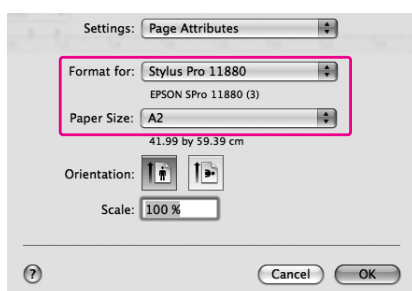 Settings: Page Attributes
Format for: Stylus Pro 11880
EPSON SPro 11880 (3)
Paper Size: A2
41.99 by 59.39 cm
Orientation:
Scale: 100 %
? Cancel OK